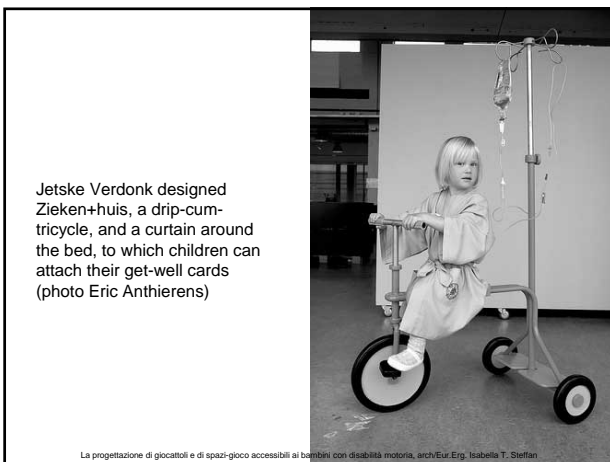 Jetske Verdonk designed
Zieken+huis, a drip-cum-
tricycle, and a curtain around
the bed, to which children can
attach their get-well cards
(photo Eric Anthierens)
La progettazione di giocattoli e di spazi-gioco accessibili ai bambini con disabilità motoria, arch/Eur.Erg. Isabella T. Steffan